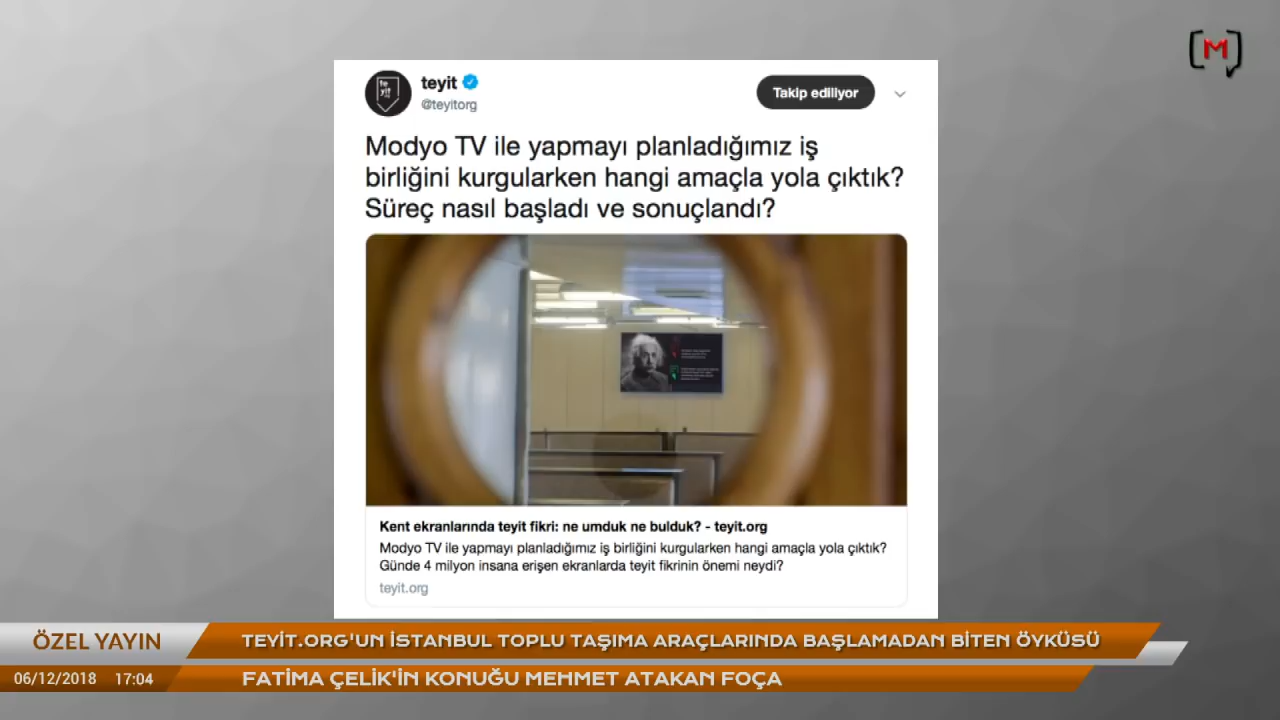 te
yit
teyit
@teyitorg
Takip ediliyor
M
Modyo TV ile yapmayı planladığımız iş
birliğini kurgularken hangi amaçla yola çıktık?
Süreç nasıl başladı ve sonuçlandı?
Kent ekranlarında teyit fikri: ne umduk ne bulduk? - teyit.org
Modyo TV ile yapmayı planladığımız iş birliğini kurgularken hangi amaçla yola çıktık?
Günde 4 milyon insana erişen ekranlarda teyit fikrinin önemi neydi?
teyit.org
ÖZEL YAYIN
TEYİT.ORG'UN İSTANBUL TOPLU TAŞIMA ARAÇLARINDA BAŞLAMADAN BİTEN ÖYKÜSÜ
06/12/2018 17:04
FATİMA ÇELİK'İN KONUĞU MEHMET ATAKAN FOÇA